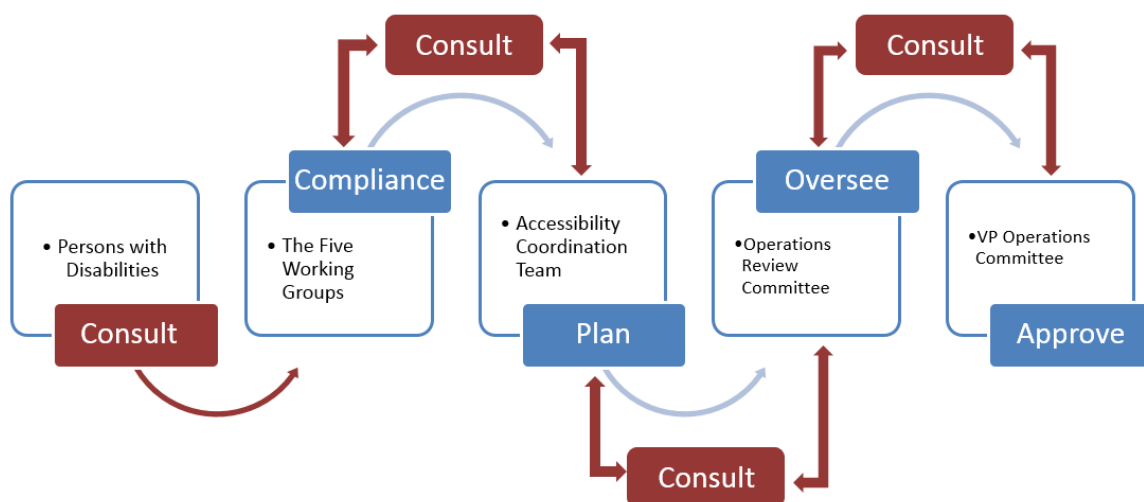 Consult
Consult
Compliance
Oversee
• Persons with
Disabilities
• The Five
Working
Groups
• Accessibility
Coordination
Team
•Operations
Review
Committee
•VP Operations
Committee
Consult
Plan
Approve
Consult